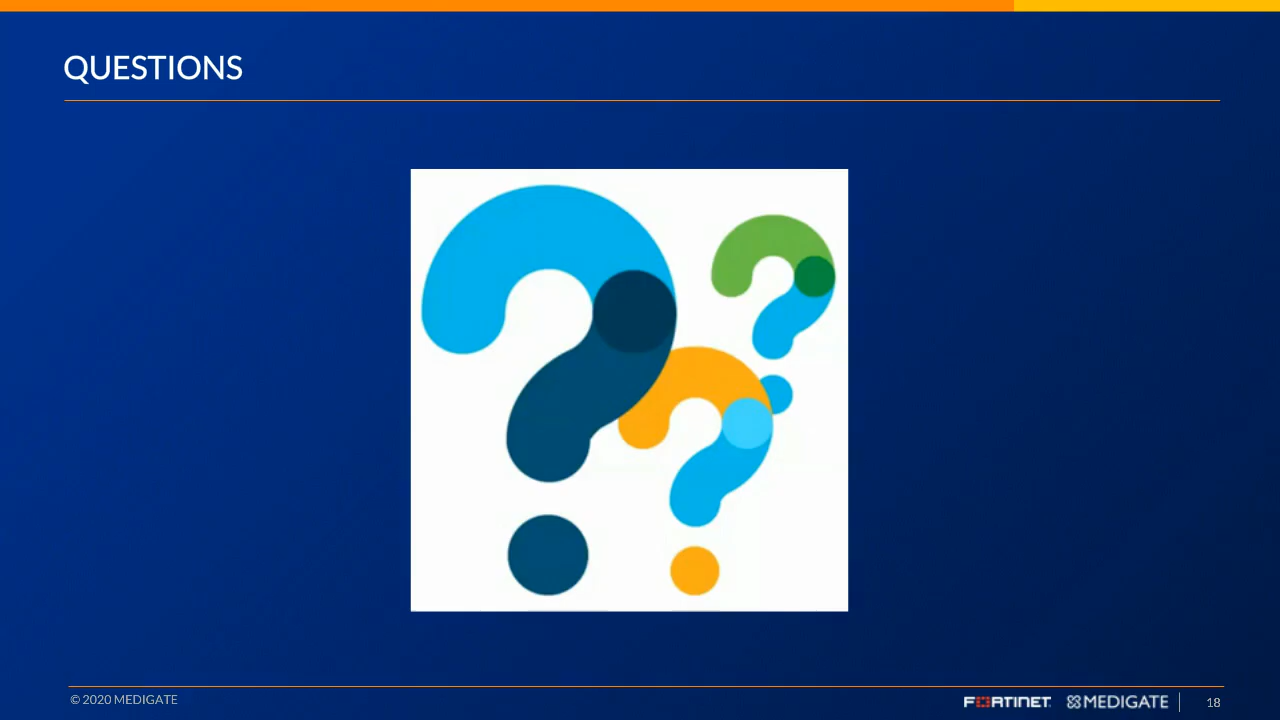 QUESTIONS
© 2020 MEDIGATE
FORTINET
MEDIGATE
18